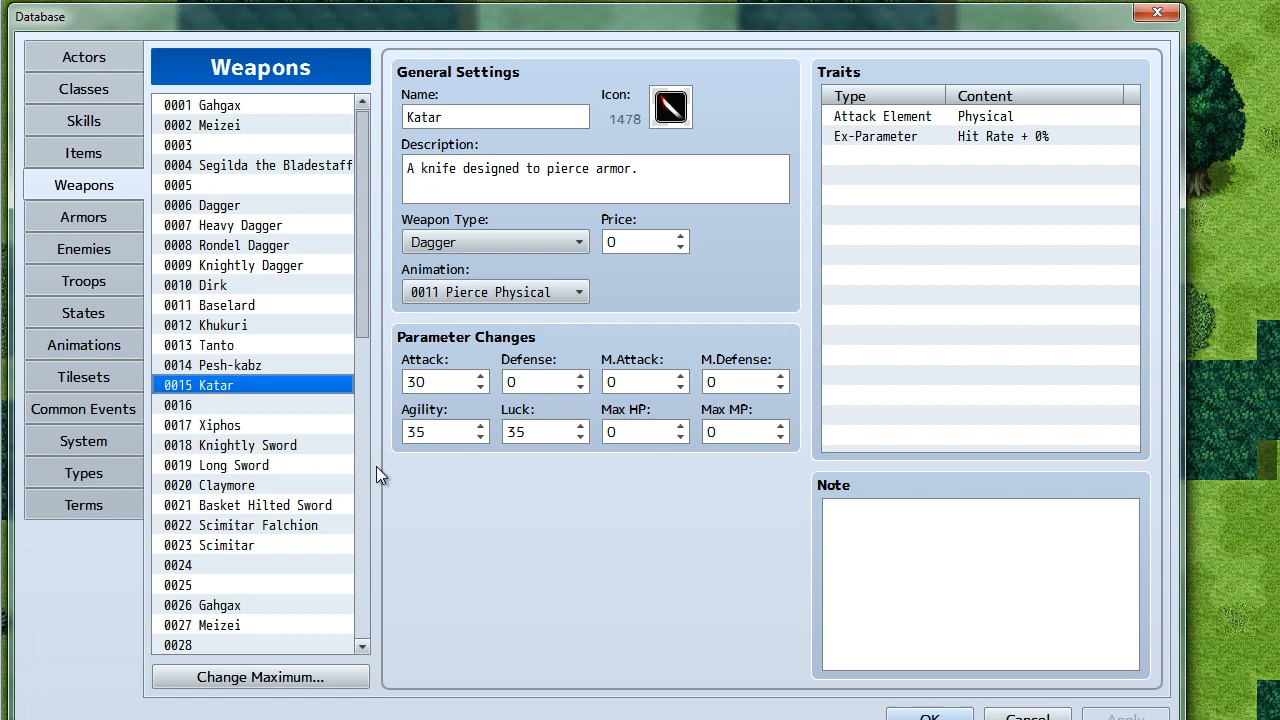 Database
Actors
Classes
Skills
Items
Weapons
Armors
Enemies
Troops
States
Animations
Tilesets
Common Events
System
Types
Terms
Weapons
0001 Gahgax
0002 Meizei
0003
0004 Segilda the Bladestaff
0005
0006 Dagger
0007 Heavy Dagger
0008 Rondel Dagger
0009 Knightly Dagger
0010 Dirk
0011 Baselard
0012 Khukuri
0013 Tanto
0014 Pesh-kabz
0015 Katar
0016
0017 Xiphos
0018 Knightly Sword
0019 Long Sword
0020 Claymore
0021 Basket Hilted Sword
0022 Scimitar Falchion
0023 Scimitar
0024
0025
0026 Gahgax
0027 Meizei
0028
Change Maximum...
General Settings
Name: Icon:
Katar 1478
Description:
A knife designed to pierce armor.
Weapon Type: Price:
Dagger 0
Animation:
0011 Pierce Physical
Parameter Changes
Attack: Defense: M.Attack: M.Defense:
30 0 0 0
Agility: Luck: Max HP: Max MP:
35 35 0 0
Traits
Type Content
Attack Element Physical
Ex-Parameter Hit Rate + 0%
Note
OK Cancel Apply